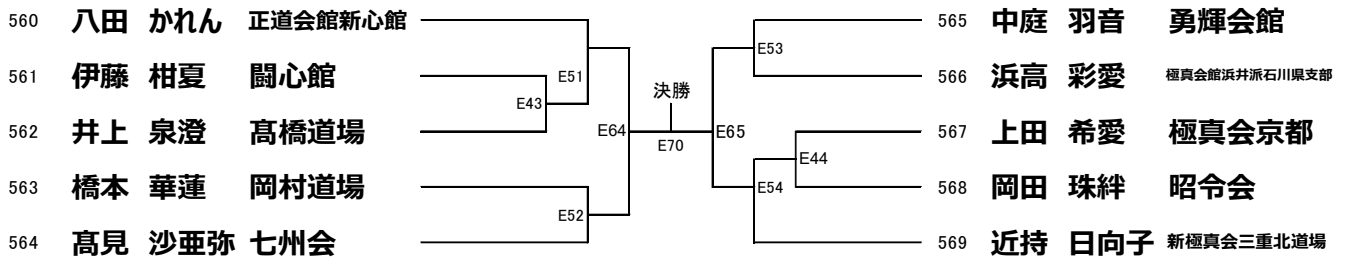 560 八田 かれん 正道会館新心館
561 伊藤 柑夏 闘心館
562 井上 泉澄 髙橋道場
563 橋本 華蓮 岡村道場
564 髙見 沙亜弥 七州会
E43
E51
E52
E64
決勝
E70
E65
E53
E44
E54
565 中庭 羽音 勇輝会館
566 浜高 彩愛 極真会館浜井派石川県支部
567 上田 希愛 極真会京都
568 岡田 珠絆 昭令会
569 近持 日向子 新極真会三重北道場